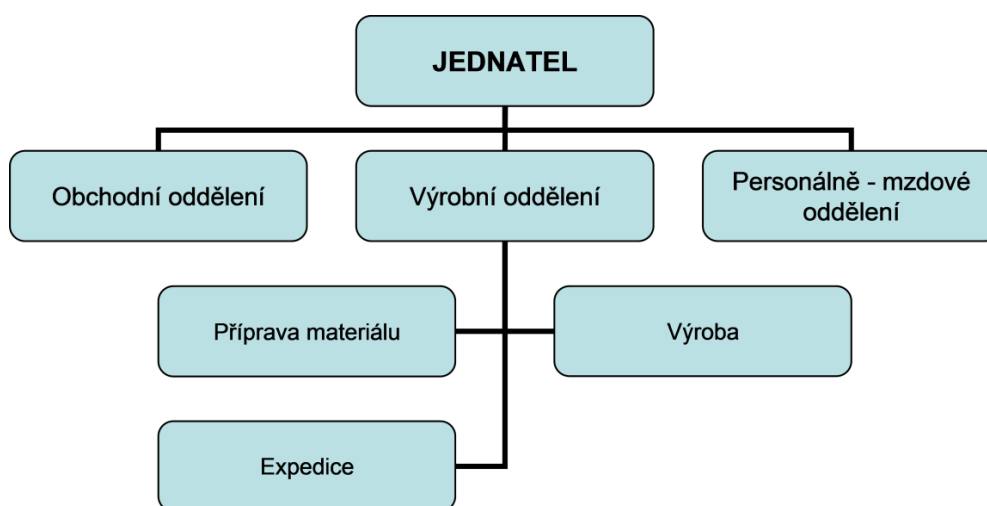 JEDNATEL
Obchodní oddělení
Výrobní oddělení
Personálně - mzdové
oddělení
Příprava materiálu
Výroba
Expedice